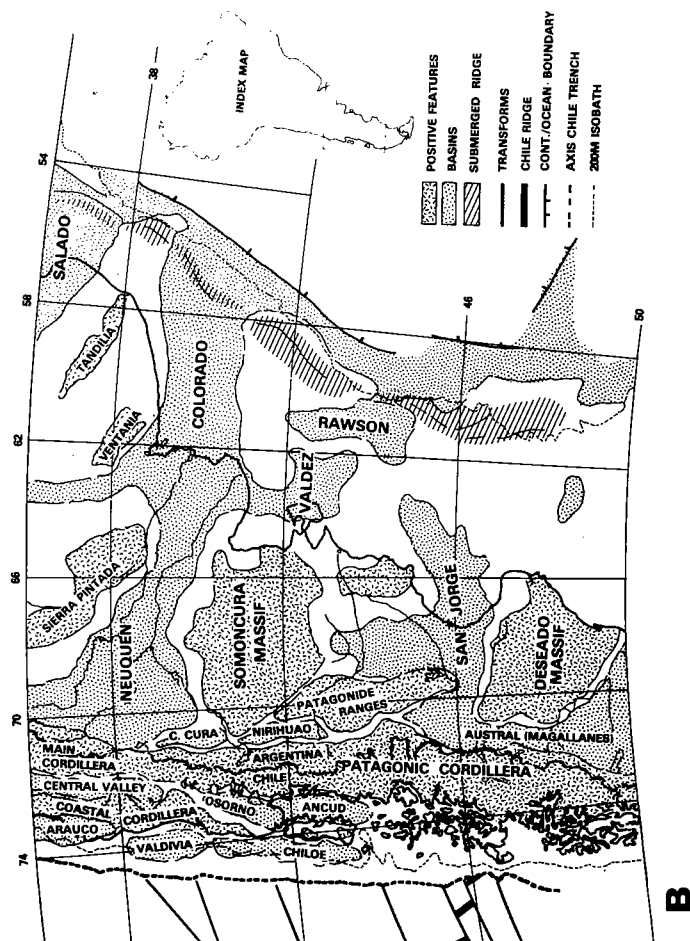 54
38
58
62
66
70
74
46
50
SALADO
TANDILIA
VENTANIA
COLORADO
RAWSON
VALDEZ
SIERRA PINTADA
NEUQUEN
SOMONCURA
MASSIF
SAN JORGE
DESEADO
MASSIF
PATAGONIDE
RANGES
C. CURA
NIRIHUAO
AUSTRAL (MAGALLANES)
MAIN
CORDILLERA
ARGENTINA
CHILE
PATAGONIC CORDILLERA
CENTRAL VALLEY
OSORNO
ANCUD
COASTAL CORDILLERA
ARAUCO
VALDIVIA
CHILOE
INDEX MAP
POSITIVE FEATURES
BASINS
SUBMERGED RIDGE
TRANSFORMS
CHILE RIDGE
CONT./OCEAN· BOUNDARY
AXIS CHILE TRENCH
200M ISOBATH
B